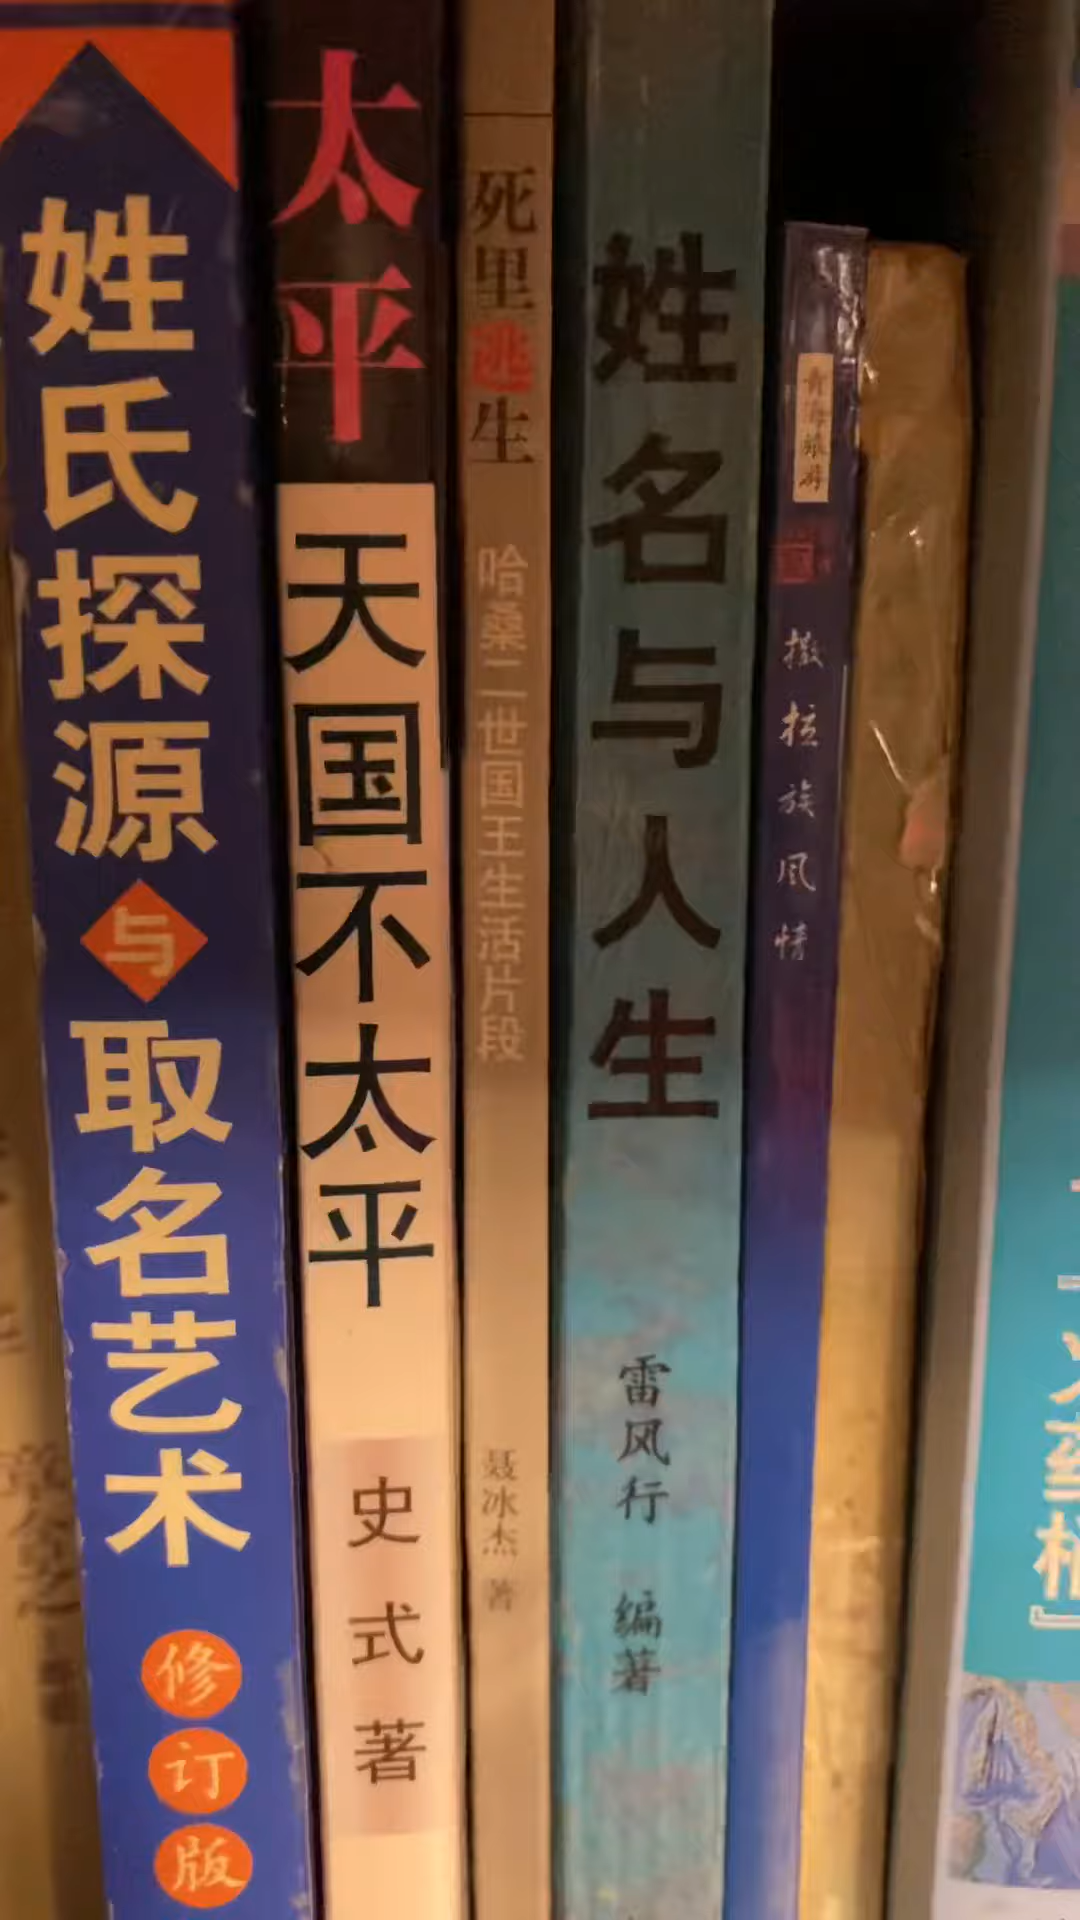 姓氏探源与取名艺术
修订版
太平
天国不太平
史式著
死里逃生
哈桑二世国王生活片段
聂冰杰 著
姓名与人生
雷风行 编著
青海旅游
撒拉族风情